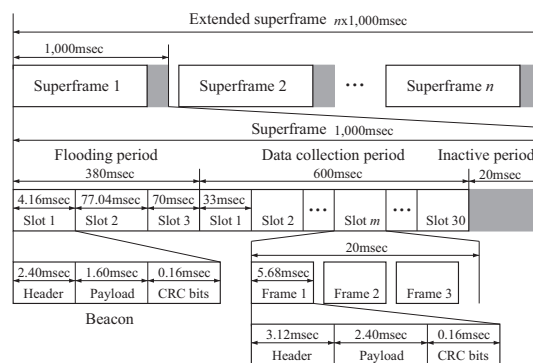 Extended superframe nx1,000msec
1,000msec
Superframe 1
Superframe 2
...
Superframe n
Superframe 1,000msec
Flooding period
Data collection period
Inactive period
380msec
600msec
20msec
4.16msec
77.04msec
70msec
33msec
Slot 1
Slot 2
Slot 3
Slot 1
Slot 2
...
Slot m
...
Slot 30
20msec
2.40msec
1.60msec
0.16msec
Header
Payload
CRC bits
Beacon
5.68msec
Frame 1
Frame 2
Frame 3
3.12msec
2.40msec
0.16msec
Header
Payload
CRC bits